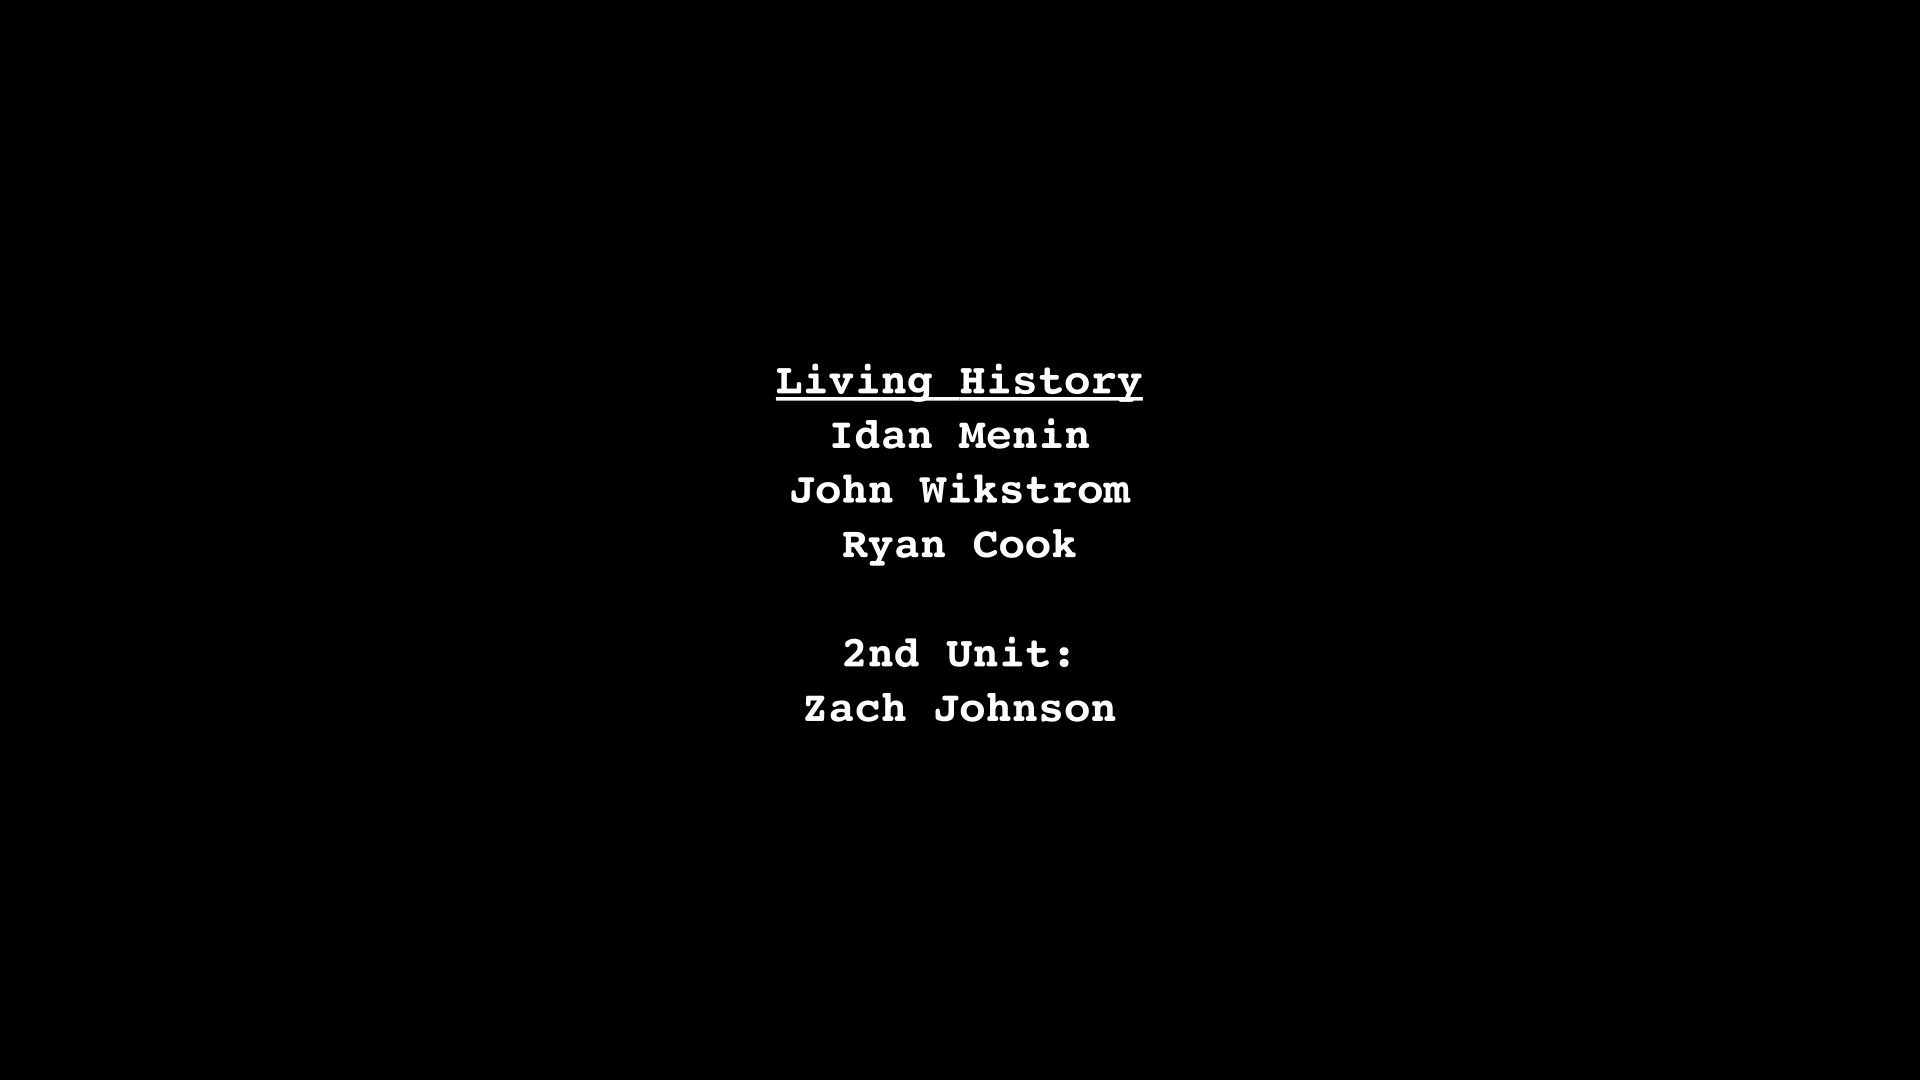 Living History
Idan Menin
John Wikstrom
Ryan Cook
2nd Unit:
Zach Johnson